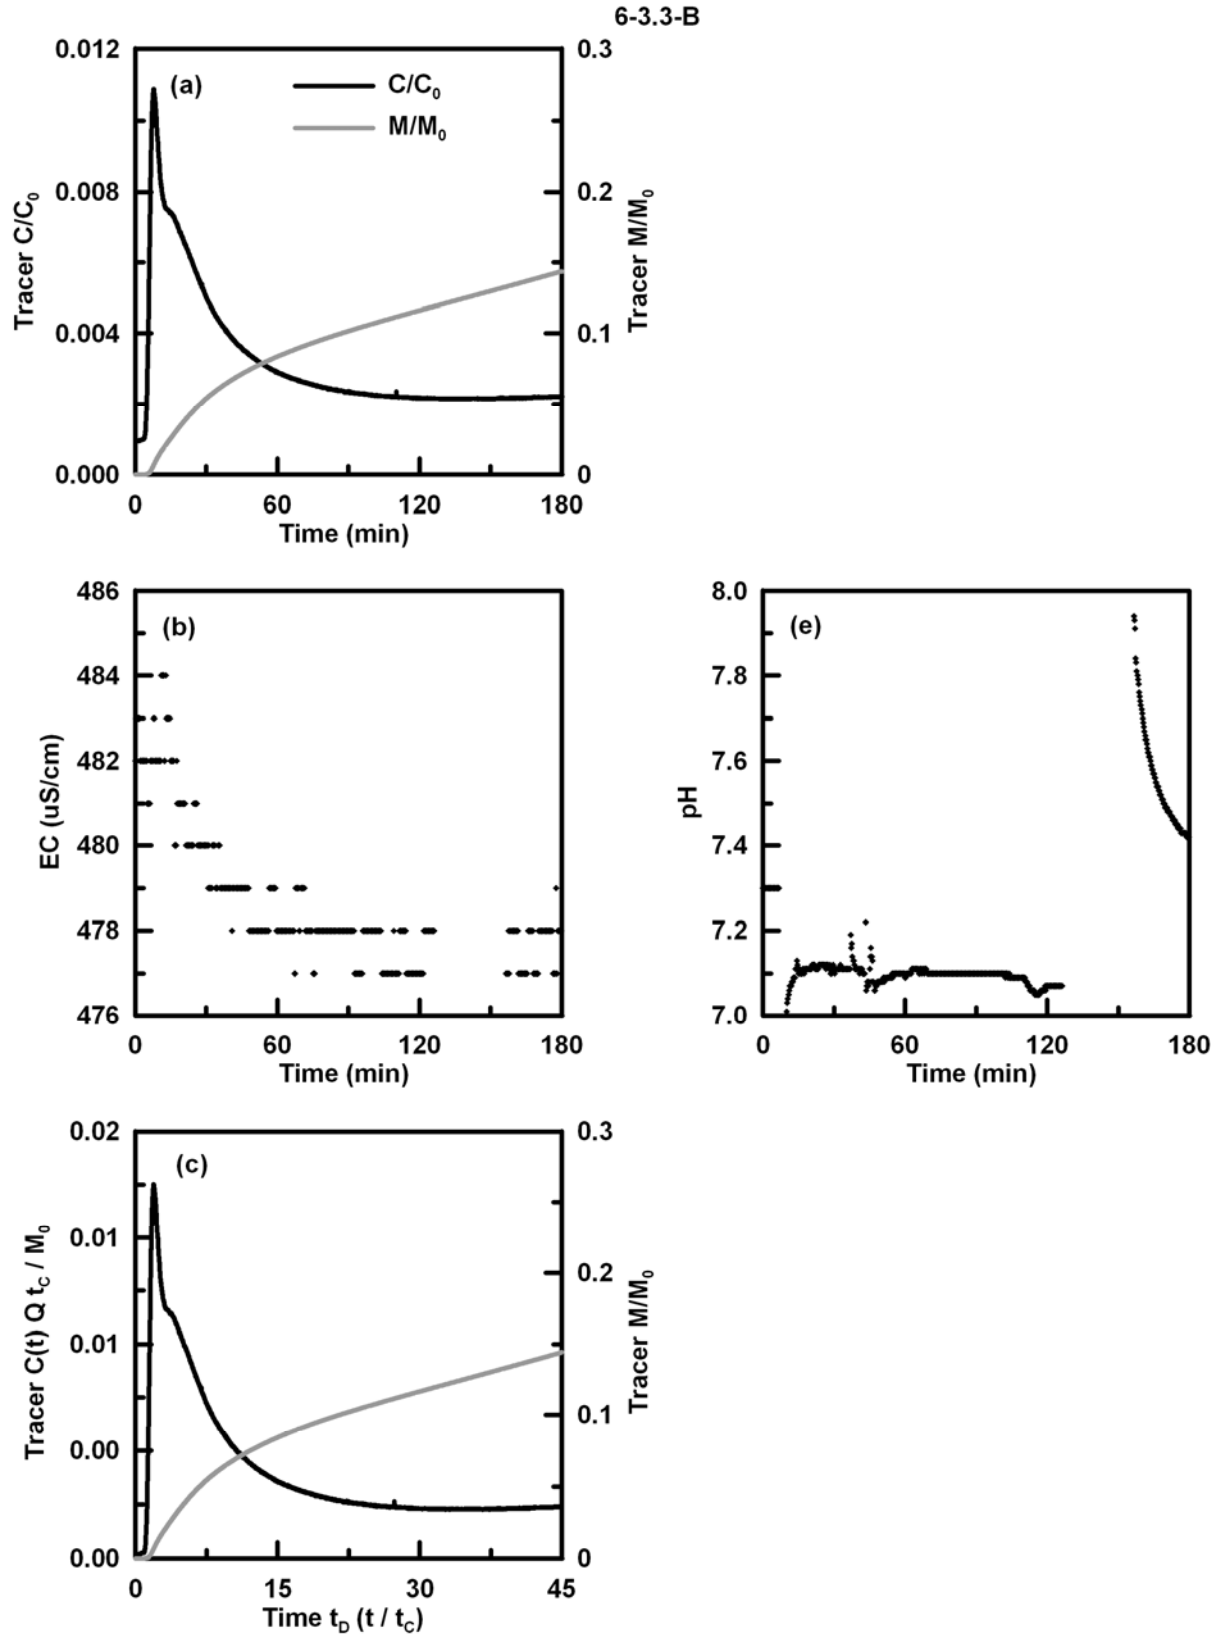 6-3.3-B
0.012
0.3
(a)
C/C₀
M/M₀
0.008
0.2
Tracer C/C₀
Tracer M/M₀
0.004
0.1
0.000
0
0
60
120
180
Time (min)
486
(b)
484
482
EC (uS/cm)
480
478
476
0
60
120
180
Time (min)
8.0
(e)
7.8
7.6
pH
7.4
7.2
7.0
0
60
120
180
Time (min)
0.02
0.3
(c)
0.01
0.2
Tracer C(t) Q t_C / M₀
Tracer M/M₀
0.01
0.1
0.00
0.00
0
0
15
30
45
Time t_D (t / t_C)